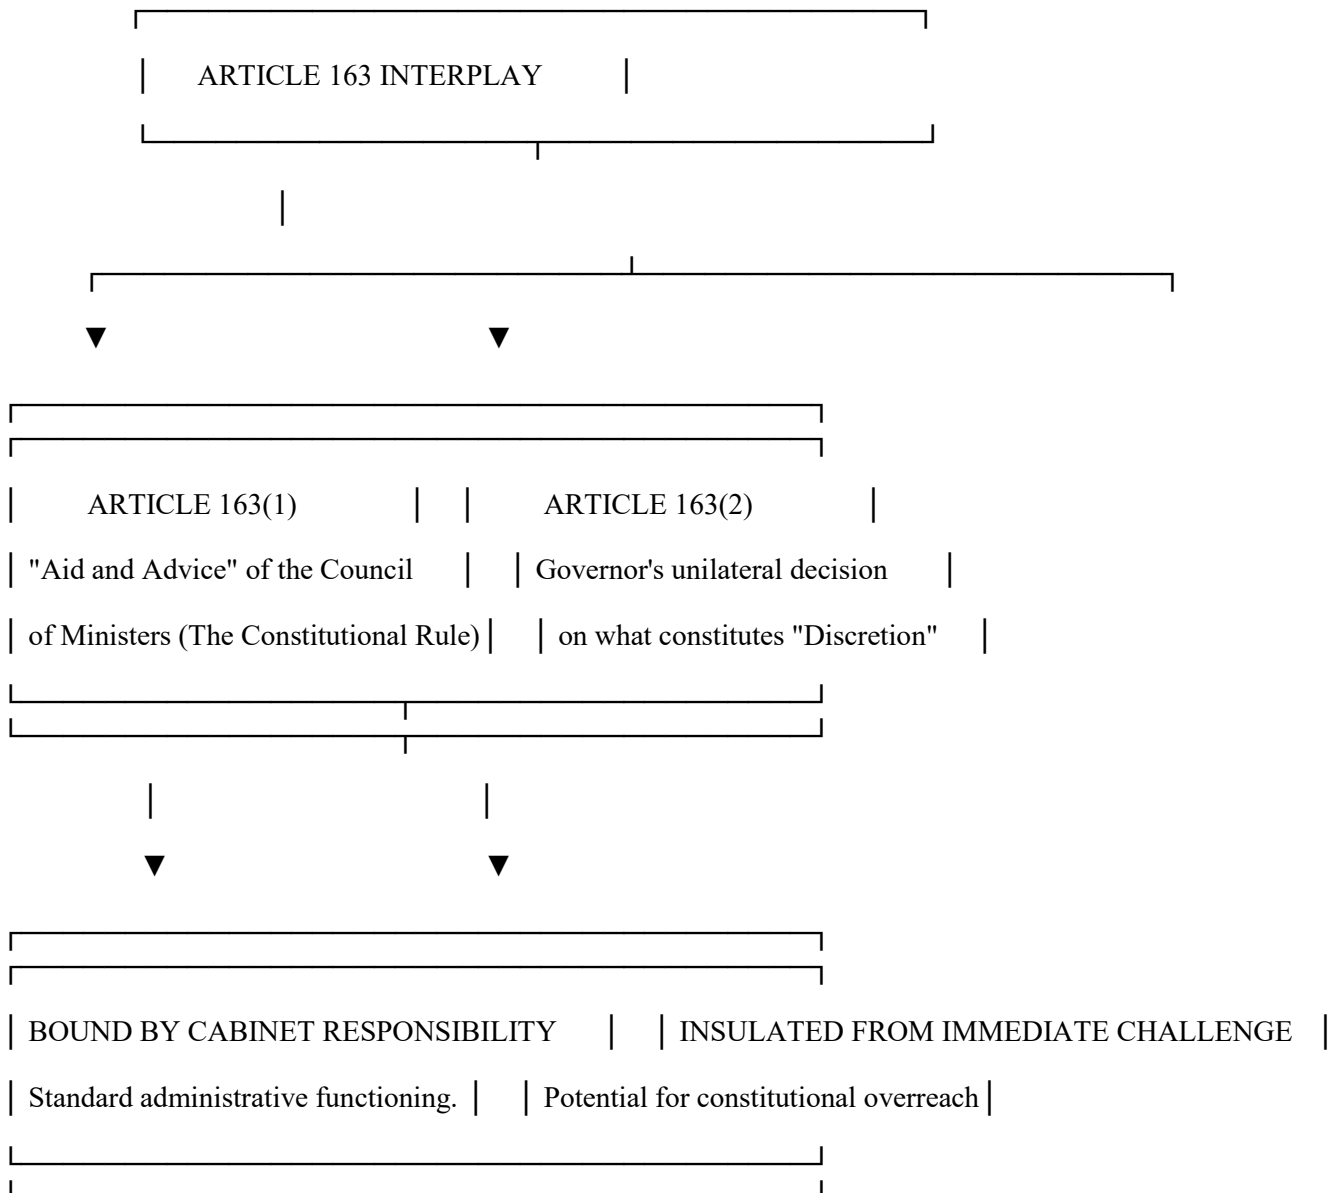 ARTICLE 163 INTERPLAY
ARTICLE 163(1) ARTICLE 163(2)
"Aid and Advice" of the Council Governor's unilateral decision
of Ministers (The Constitutional Rule) on what constitutes "Discretion"
BOUND BY CABINET RESPONSIBILITY INSULATED FROM IMMEDIATE CHALLENGE
Standard administrative functioning. Potential for constitutional overreach